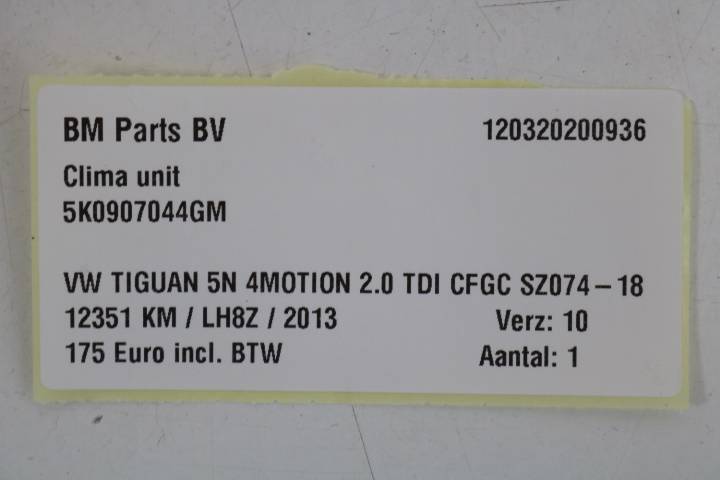 BM Parts BV 120320200936
Clima unit
5K0907044GM
VW TIGUAN 5N 4MOTION 2.0 TDI CFGC SZ074-18
12351 KM / LH8Z / 2013 Verz: 10
175 Euro incl. BTW Aantal: 1